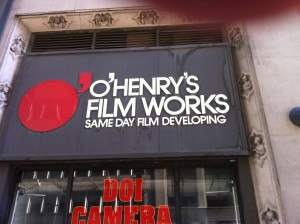 O'HENRY'S
FILM WORKS
SAME DAY FILM DEVELOPING
DOI
CAMERA